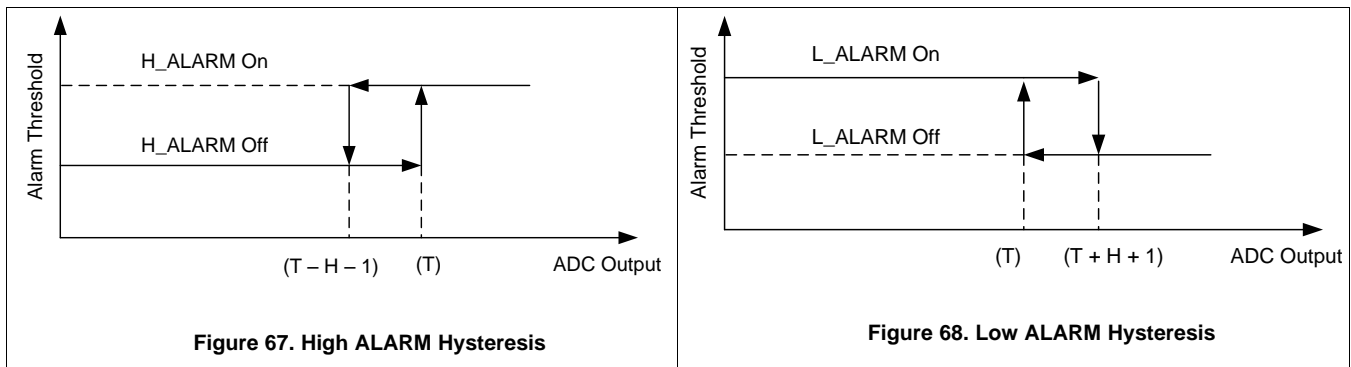 Alarm Threshold
H_ALARM On
H_ALARM Off
(T – H – 1)
(T)
ADC Output
Figure 67. High ALARM Hysteresis
Alarm Threshold
L_ALARM On
L_ALARM Off
(T)
(T + H + 1)
ADC Output
Figure 68. Low ALARM Hysteresis